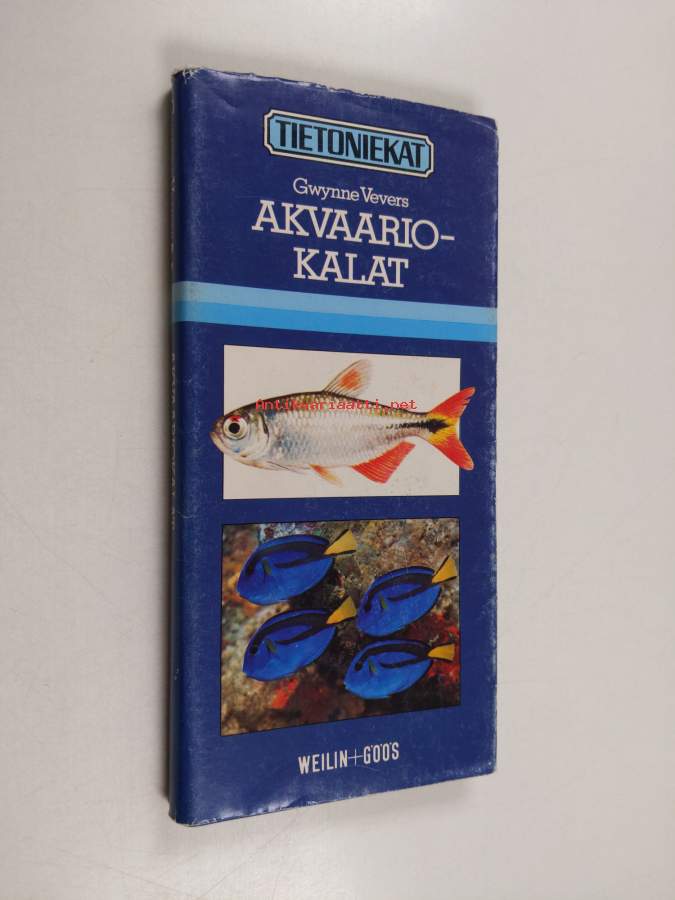 TIETONIEKAT
Gwynne Vevers
AKVAARIO-
KALAT
Antikvariaatti.net
WEILIN+GÖÖS